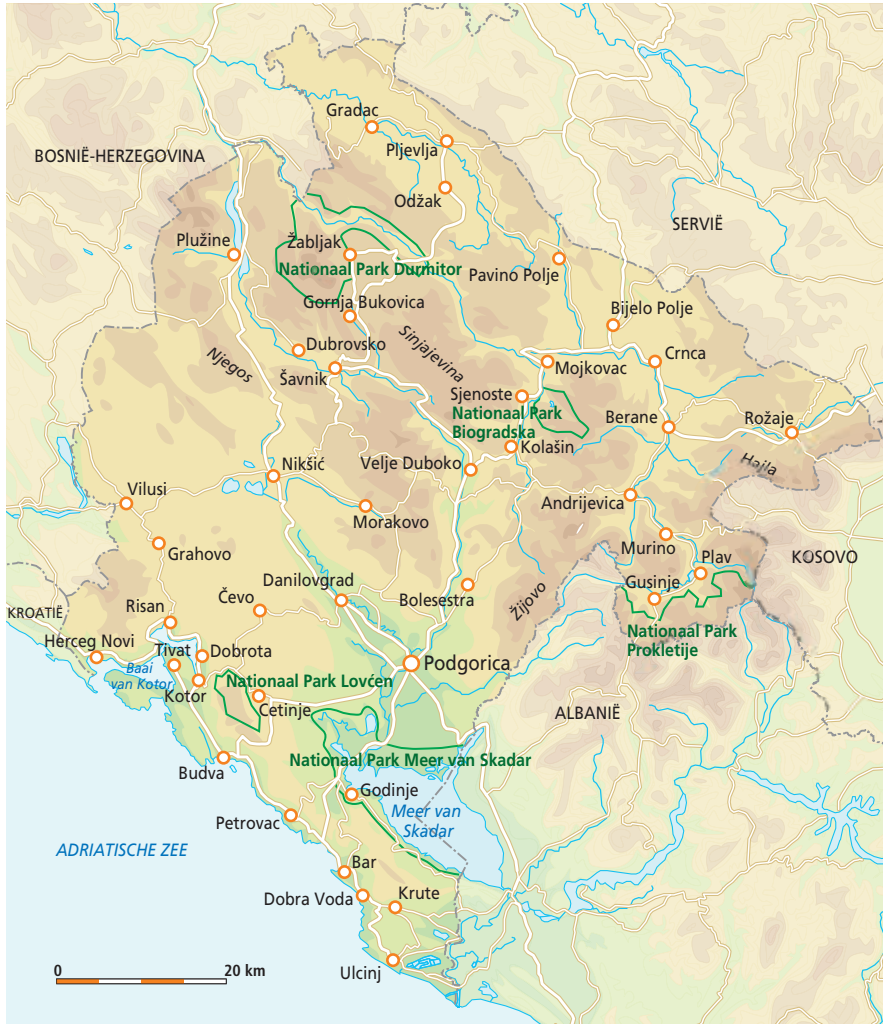 Gradac
Pljevlja
BOSNIË-HERZEGOVINA
Odžak
SERVIË
Plužine
Žabljak
Nationaal Park Durmitor
Pavino Polje
Gornja Bukovica
Bijelo Polje
Sinjajevina
Dubrovsko
Njegos
Crnca
Mojkovac
Šavnik
Sjenoste
Nationaal Park
Biogradska
Berane
Rožaje
Kolašin
Velje Duboko
Hajla
Nikšić
Vilusi
Andrijevica
Morakovo
Grahovo
Murino
Plav
KOSOVO
Danilovgrad
Gusinje
Čevo
Bolesestra
Žijovo
Risan
KROATIË
Nationaal Park
Prokletije
Herceg Novi
Tivat
Dobrota
Podgorica
Baai
van Kotor
Kotor
Nationaal Park Lovćen
Cetinje
ALBANIË
Nationaal Park Meer van Skadar
Budva
Godinje
Meer van
Skadar
Petrovac
ADRIATISCHE ZEE
Bar
Dobra Voda
Krute
0 20 km
Ulcinj